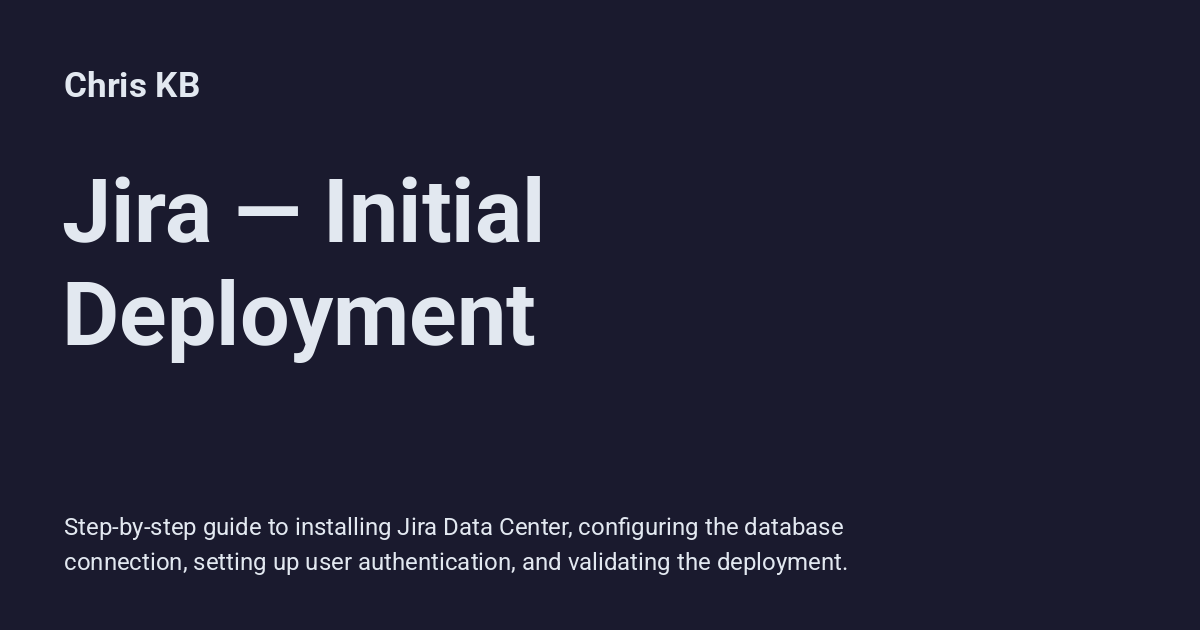 Chris KB
Jira — Initial
Deployment
Step-by-step guide to installing Jira Data Center, configuring the database
connection, setting up user authentication, and validating the deployment.